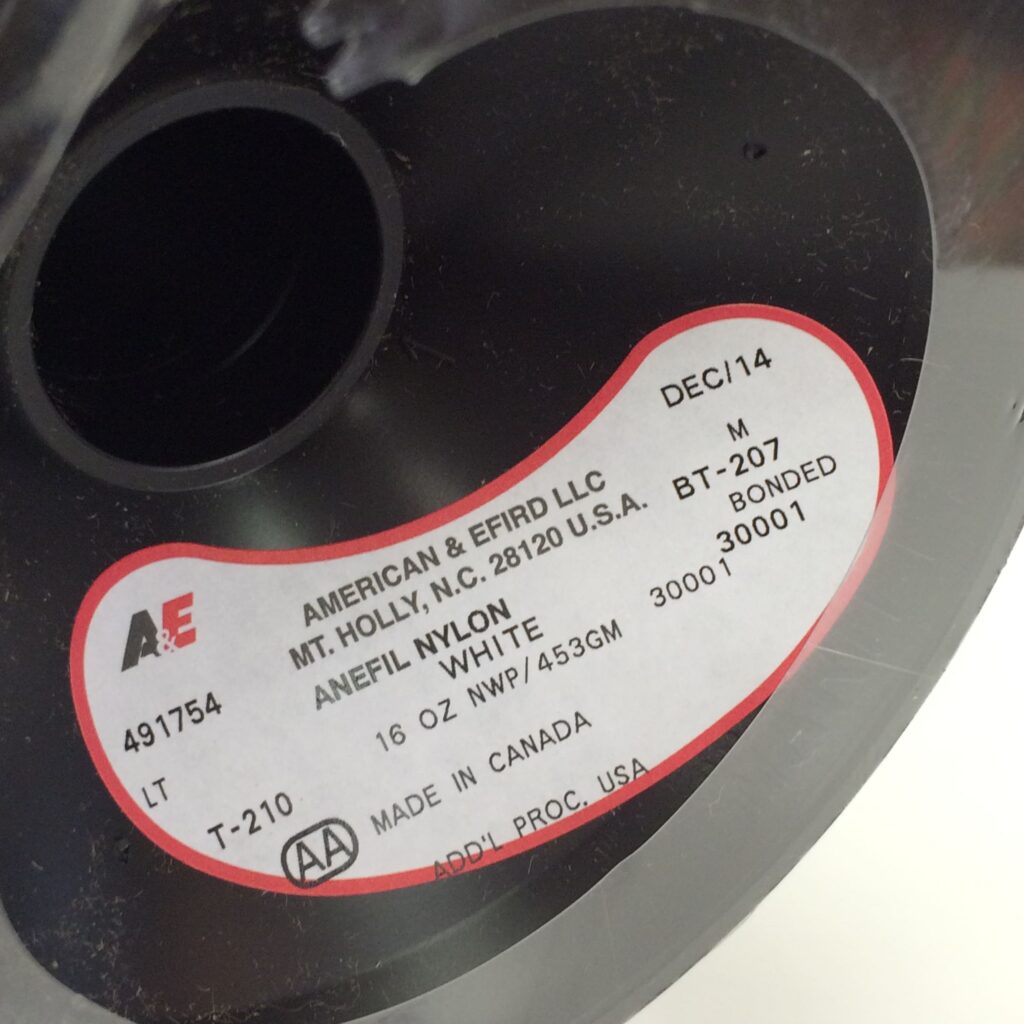 DEC/14
M
BT-207
BONDED
30001
30001
AMERICAN & EFIRD LLC
MT. HOLLY, N.C. 28120 U.S.A.
ANEFIL NYLON
WHITE
16 OZ NWP/453GM
A&E
491754
LT
T-210
AA
MADE IN CANADA
ADD'L PROC. USA